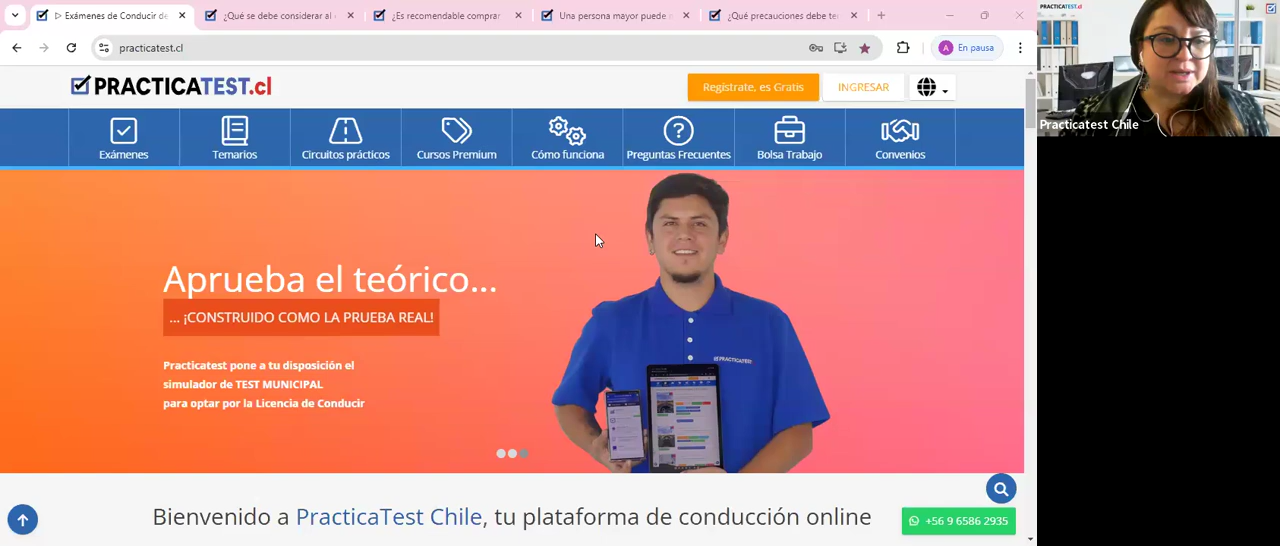 ▷ Exámenes de Conducir de
¿Qué se debe considerar al
¿Es recomendable comprar
Una persona mayor puede
¿Qué precauciones debe te
practicatest.cl
A En pausa
PRACTICATEST.cl
Regístrate, es Gratis
INGRESAR
Exámenes
Temarios
Circuitos prácticos
Cursos Premium
Cómo funciona
Preguntas Frecuentes
Bolsa Trabajo
Convenios
Aprueba el teórico...
... ¡CONSTRUIDO COMO LA PRUEBA REAL!
Practicatest pone a tu disposición el
simulador de TEST MUNICIPAL
para optar por la Licencia de Conducir
PRACTICATEST
Bienvenido a PracticaTest Chile, tu plataforma de conducción online
+56 9 6586 2935
PRACTICATEST.cl
Practicatest Chile